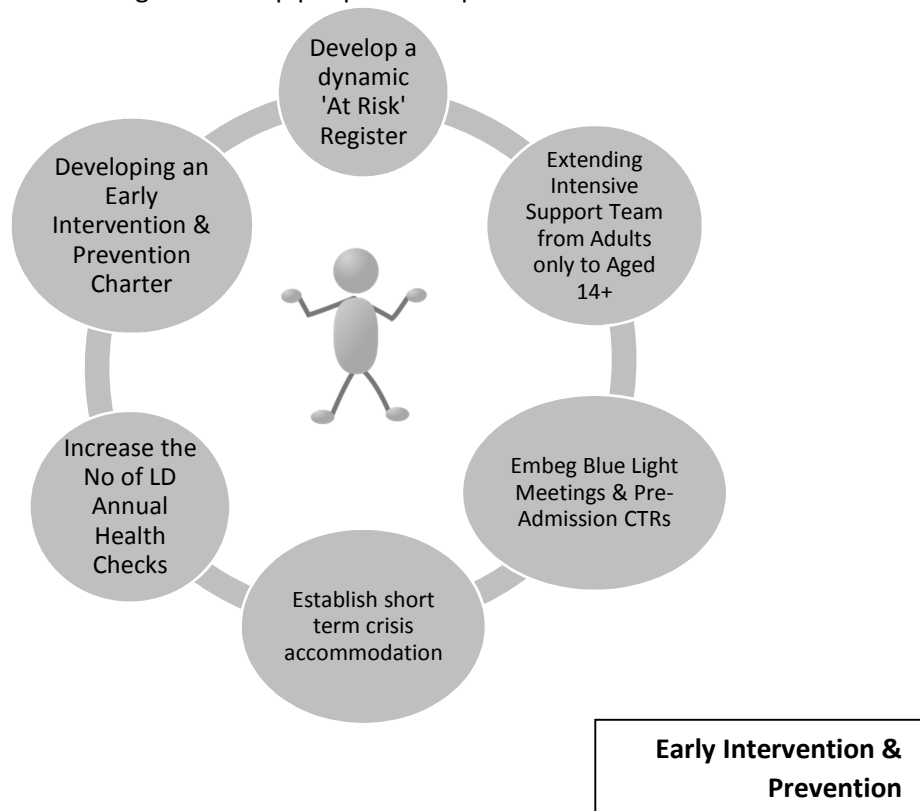 Develop a
dynamic
'At Risk'
Register
Extending
Intensive
Support Team
from Adults
only to Aged
14+
Embeg Blue Light
Meetings & Pre-
Admission CTRs
Establish short
term crisis
accommodation
Increase the
No of LD
Annual
Health
Checks
Developing an
Early
Intervention &
Prevention
Charter
Early Intervention &
Prevention